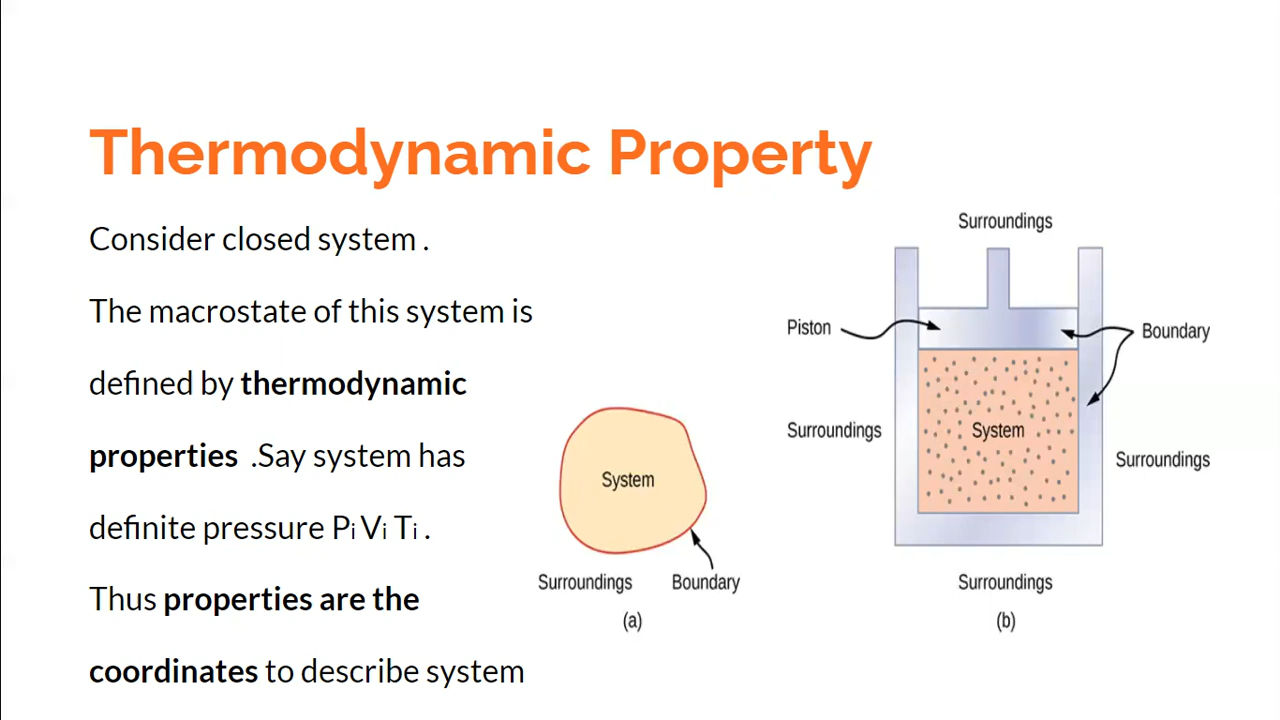 Thermodynamic Property
Consider closed system .
The macrostate of this system is
defined by thermodynamic
properties .Say system has
definite pressure Pi Vi Ti .
Thus properties are the
coordinates to describe system
System
Surroundings
Boundary
(a)
Surroundings
Piston
Boundary
Surroundings
System
Surroundings
Surroundings
(b)